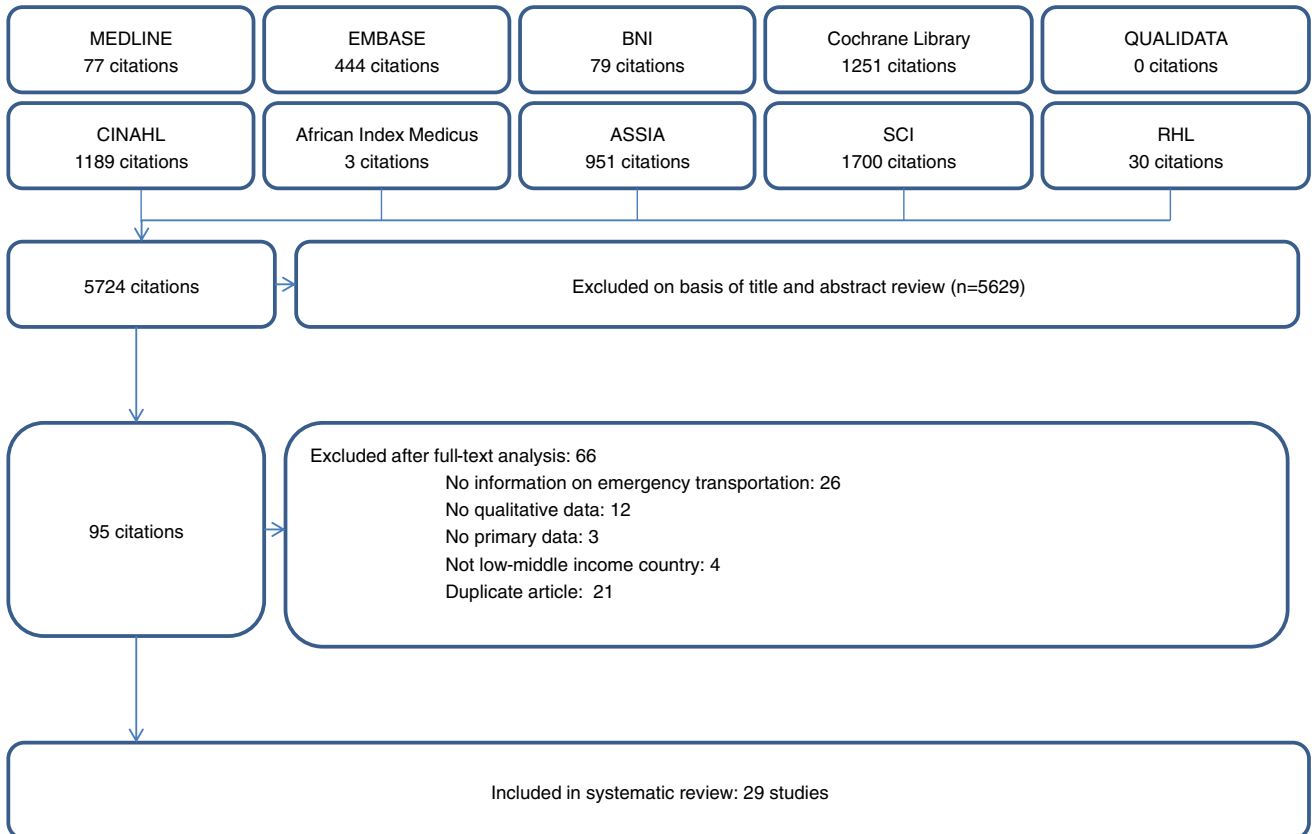 MEDLINE
77 citations
EMBASE
444 citations
BNI
79 citations
Cochrane Library
1251 citations
QUALIDATA
0 citations
CINAHL
1189 citations
African Index Medicus
3 citations
ASSIA
951 citations
SCI
1700 citations
RHL
30 citations
5724 citations
Excluded on basis of title and abstract review (n=5629)
95 citations
Excluded after full-text analysis: 66
No information on emergency transportation: 26
No qualitative data: 12
No primary data: 3
Not low-middle income country: 4
Duplicate article: 21
Included in systematic review: 29 studies